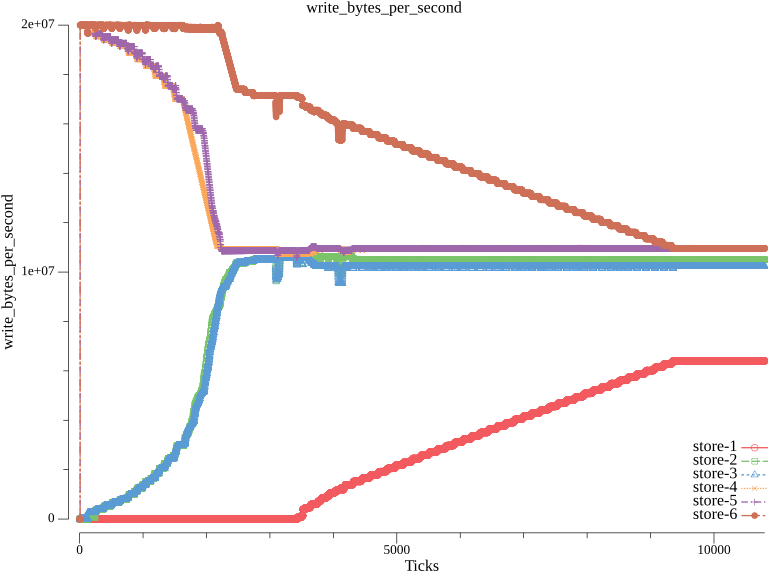 write_bytes_per_second
2e+07
1e+07
0
write_bytes_per_second
0
5000
10000
Ticks
store-1
store-2
store-3
store-4
store-5
store-6